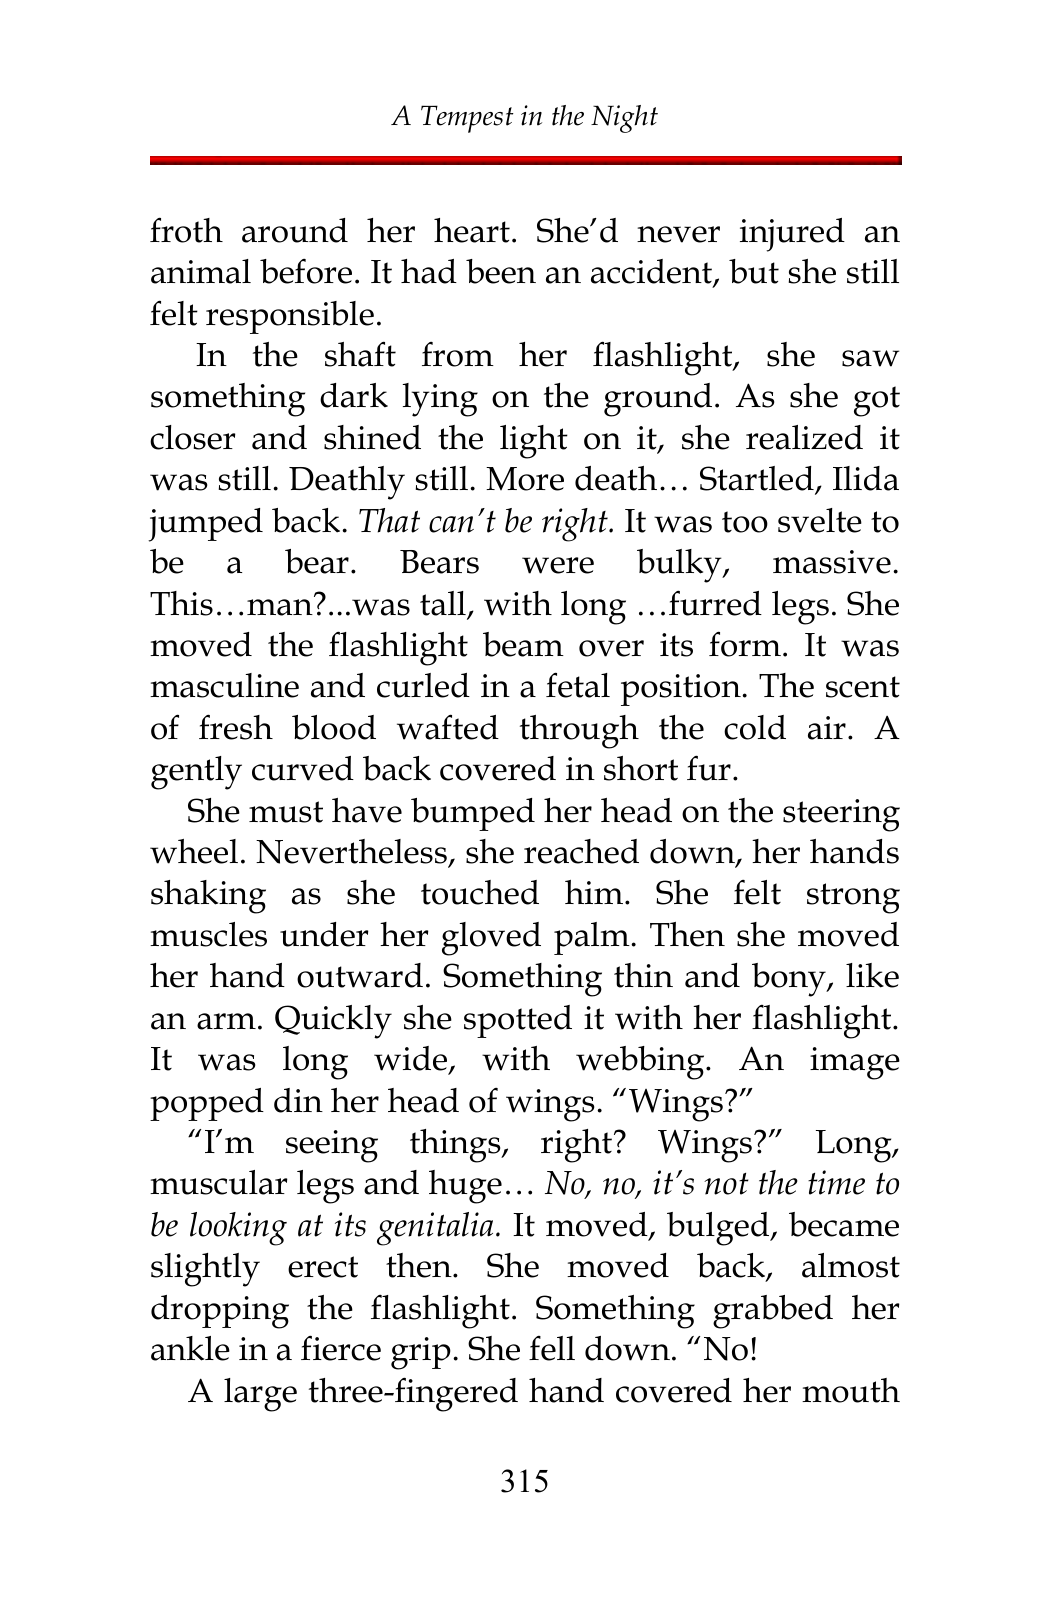 A Tempest in the Night
froth around her heart. She’d never injured an
animal before. It had been an accident, but she still
felt responsible.
In the shaft from her flashlight, she saw
something dark lying on the ground. As she got
closer and shined the light on it, she realized it
was still. Deathly still. More death… Startled, Ilida
jumped back. That can’t be right. It was too svelte to
be a bear. Bears were bulky, massive.
This…man?...was tall, with long …furred legs. She
moved the flashlight beam over its form. It was
masculine and curled in a fetal position. The scent
of fresh blood wafted through the cold air. A
gently curved back covered in short fur.
She must have bumped her head on the steering
wheel. Nevertheless, she reached down, her hands
shaking as she touched him. She felt strong
muscles under her gloved palm. Then she moved
her hand outward. Something thin and bony, like
an arm. Quickly she spotted it with her flashlight.
It was long wide, with webbing. An image
popped din her head of wings. “Wings?”
“I’m seeing things, right? Wings?” Long,
muscular legs and huge… No, no, it’s not the time to
be looking at its genitalia. It moved, bulged, became
slightly erect then. She moved back, almost
dropping the flashlight. Something grabbed her
ankle in a fierce grip. She fell down. “No!
A large three-fingered hand covered her mouth
315